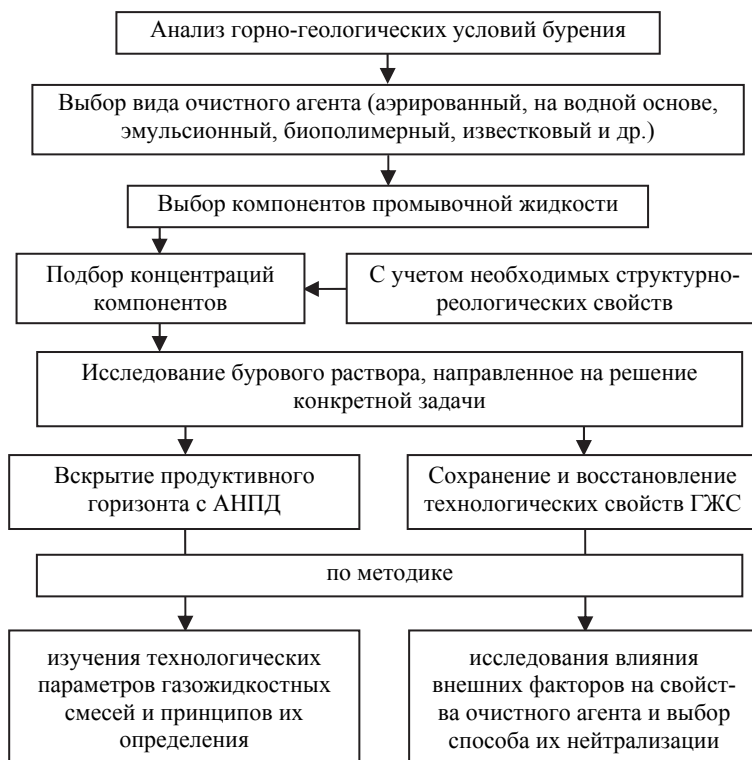 Анализ горно-геологических условий бурения
Выбор вида очистного агента (аэрированный, на водной основе,
эмульсионный, биополимерный, известковый и др.)
Выбор компонентов промывочной жидкости
Подбор концентраций
компонентов
С учетом необходимых структурно-
реологических свойств
Исследование бурового раствора, направленное на решение
конкретной задачи
Вскрытие продуктивного
горизонта с АНПД
Сохранение и восстановление
технологических свойств ГЖС
по методике
изучения технологических
параметров газожидкостных
смесей и принципов их
определения
исследования влияния
внешних факторов на свойст-
ва очистного агента и выбор
способа их нейтрализации